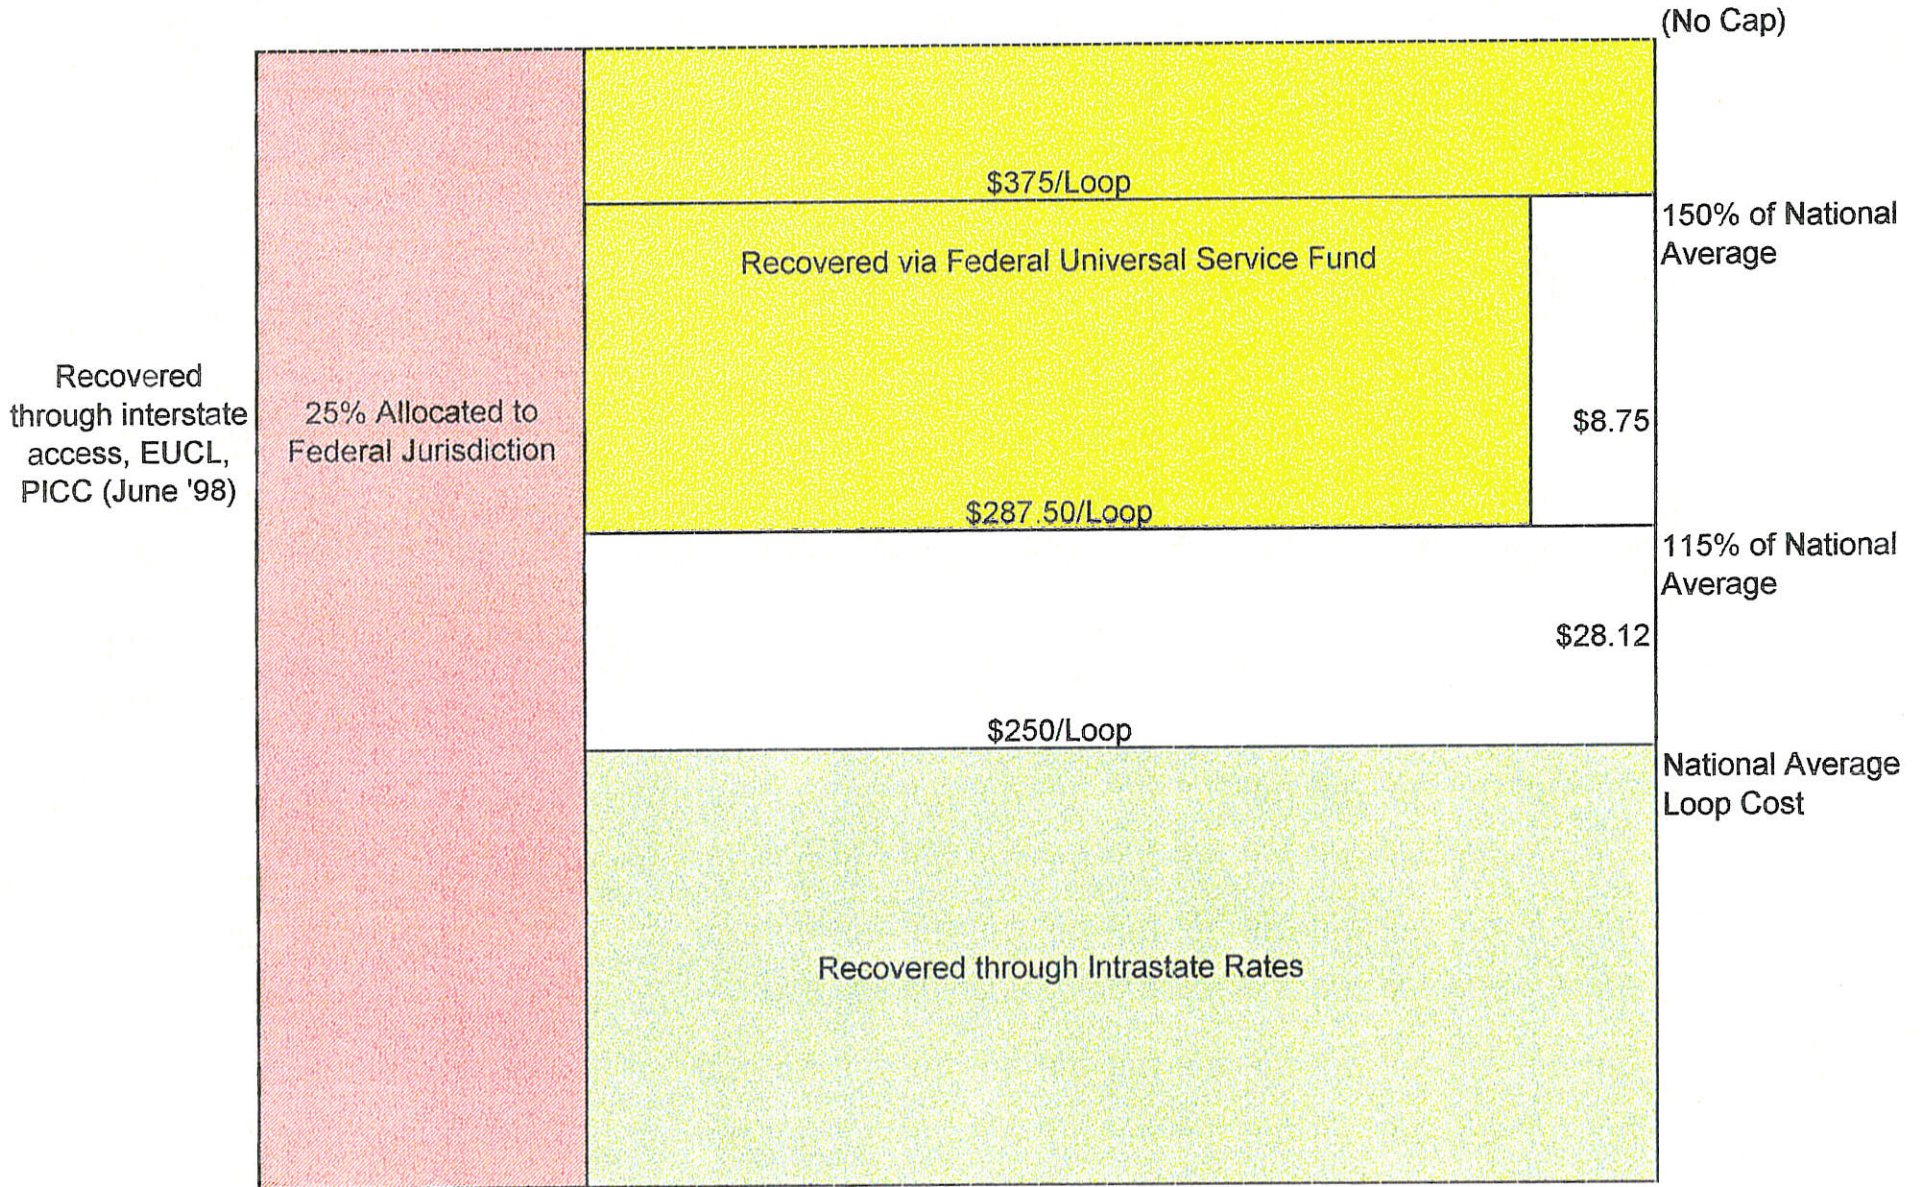 (No Cap)
$375/Loop
150% of National
Average
Recovered via Federal Universal Service Fund
Recovered
through interstate
access, EUCL,
PICC (June '98)
25% Allocated to
Federal Jurisdiction
$8.75
$287.50/Loop
115% of National
Average
$28.12
$250/Loop
National Average
Loop Cost
Recovered through Intrastate Rates